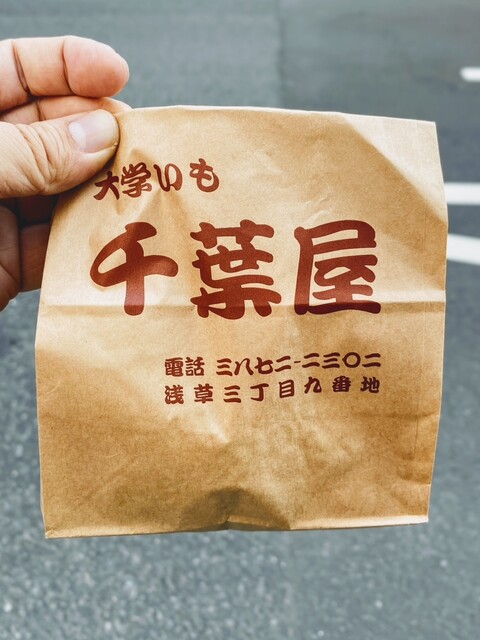 大学いも
千葉屋
電話 三八七二-二三〇二
浅草三丁目九番地